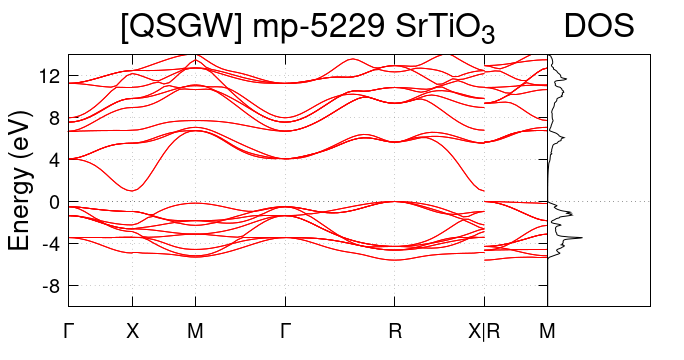 [QSGW] mp-5229 SrTiO3 DOS
Energy (eV)
12
8
4
0
-4
-8
Γ X M Γ R X|R M